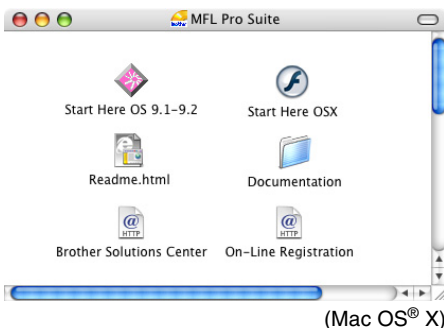 MFL Pro Suite
Start Here OS 9.1-9.2
Start Here OSX
Readme.html
Documentation
@
HTTP
@
HTTP
Brother Solutions Center
On-Line Registration
(Mac OS® X)